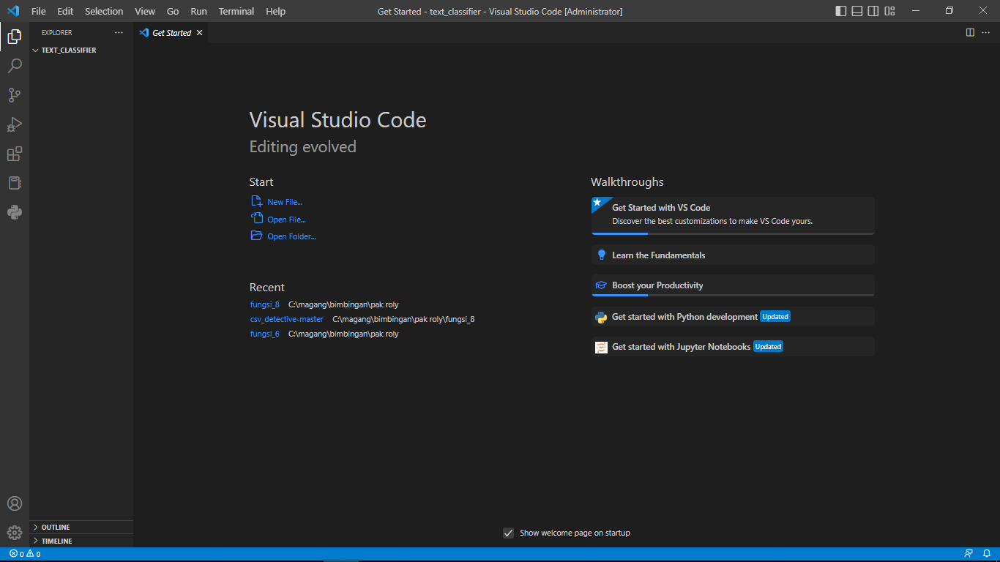 File Edit Selection View Go Run Terminal Help
Get Started - text_classifier - Visual Studio Code [Administrator]
EXPLORER
TEXT_CLASSIFIER
OUTLINE
TIMELINE
Get Started
Visual Studio Code
Editing evolved
Start
New File...
Open File...
Open Folder...
Recent
fungsi_8 C:\magang\bimbingan\pak roly
csv_detective-master C:\magang\bimbingan\pak roly\fungsi_8
fungsi_6 C:\magang\bimbingan\pak roly
Walkthroughs
Get Started with VS Code
Discover the best customizations to make VS Code yours.
Learn the Fundamentals
Boost your Productivity
Get started with Python development Updated
Get started with Jupyter Notebooks Updated
Show welcome page on startup
0 0